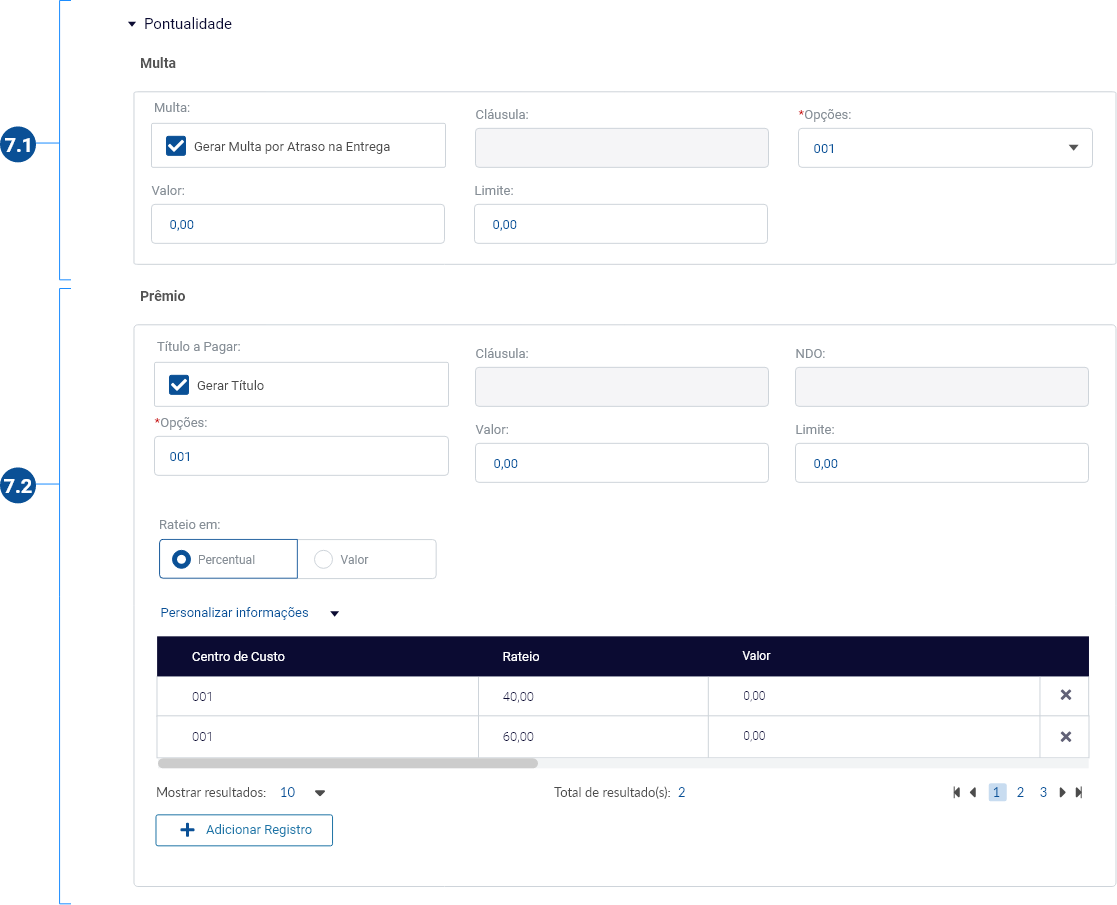 Pontualidade
Multa
7.1
Multa:
Cláusula:
*Opções:
Gerar Multa por Atraso na Entrega
001
Valor:
Limite:
0,00
0,00
Prêmio
7.2
Título a Pagar:
Cláusula:
NDO:
Gerar Título
*Opções:
Valor:
Limite:
001
0,00
0,00
Rateio em:
Percentual
Valor
Personalizar informações
Centro de Custo Rateio Valor
001 40,00 0,00
001 60,00 0,00
Mostrar resultados: 10 Total de resultado(s): 2 1 2 3
Adicionar Registro